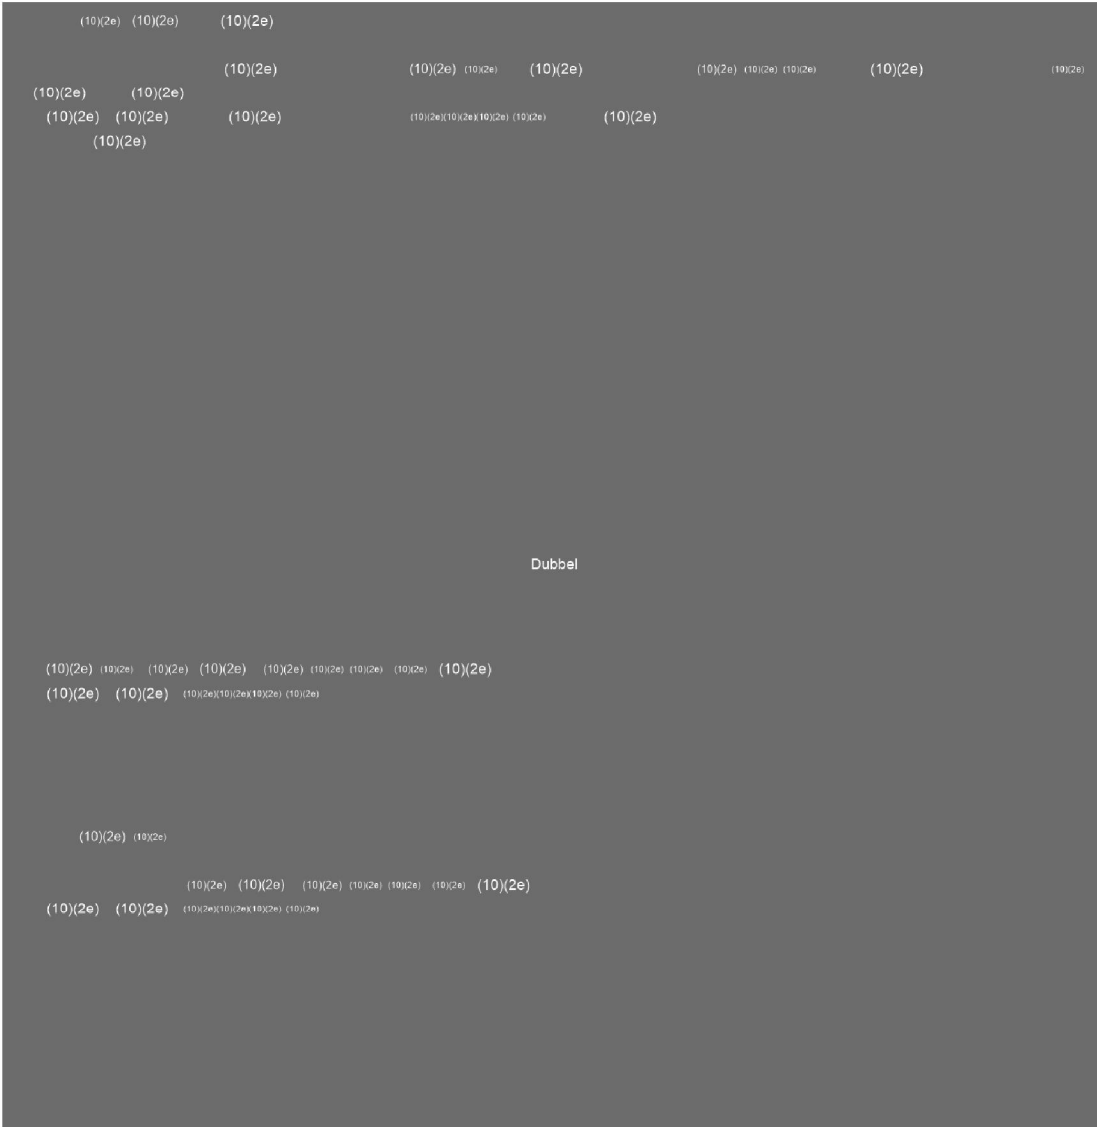 (10)(2e) (10)(2e) (10)(2e)
(10)(2e) (10)(2e) (10)(2e) (10)(2e) (10)(2e) (10)(2e) (10)(2e) (10)(2e) (10)(2e)
(10)(2e) (10)(2e)
(10)(2e) (10)(2e) (10)(2e) (10)(2e)(10)(2e)(10)(2e) (10)(2e) (10)(2e)
(10)(2e)
Dubbel
(10)(2e) (10)(2e) (10)(2e) (10)(2e) (10)(2e) (10)(2e) (10)(2e) (10)(2e) (10)(2e)
(10)(2e) (10)(2e) (10)(2e)(10)(2e)(10)(2e) (10)(2e)
(10)(2e) (10)(2e)
(10)(2e) (10)(2e) (10)(2e) (10)(2e) (10)(2e) (10)(2e) (10)(2e)
(10)(2e) (10)(2e) (10)(2e)(10)(2e)(10)(2e) (10)(2e)